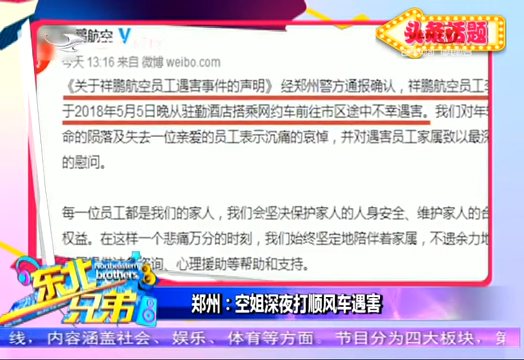 头条话题
鹏航空 V
今天 13:16 来自 微博 weibo.com
《关于祥鹏航空员工遇害事件的声明》 经郑州警方通报确认，祥鹏航空员工
于2018年5月5日晚从驻勤酒店搭乘网约车前往市区途中不幸遇害。我们对年
命的陨落及失去一位亲爱的员工表示沉痛的哀悼，并对遇害员工家属致以最深
的慰问。
每一位员工都是我们的家人，我们会坚决保护家人的人身安全、维护家人的合
权益。在这样一个悲痛万分的时刻，我们始终坚定地陪伴着家属，不遗余力地
咨询、心理援助等帮助和支持。
东北
Northeastern
brothers
兄弟
郑州：空姐深夜打顺风车遇害
线，内容涵盖社会、娱乐、体育等方面。节目分为四大板块，第